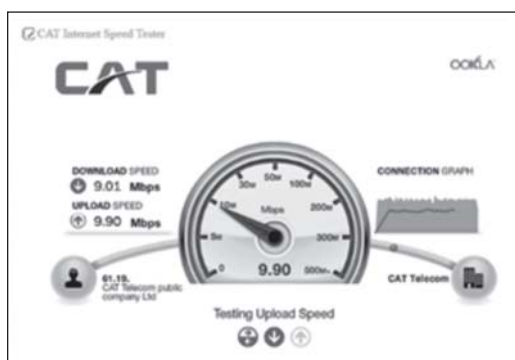 CAT Internet Speed Tester
CAT
OOKLA
DOWNLOAD SPEED
9.01 Mbps
UPLOAD SPEED
9.90 Mbps
CONNECTION GRAPH
0
5M
10M
30M
50M
100M
200M
300M
500M+
Mbps
9.90
61.19.
CAT Telecom public
company Ltd
CAT Telecom
Testing Upload Speed